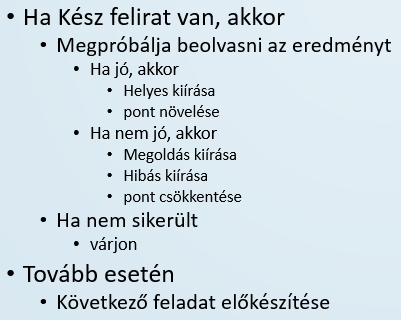 • Ha Kész felirat van, akkor
• Megpróbálja beolvasni az eredményt
• Ha jó, akkor
• Helyes kiírása
• pont növelése
• Ha nem jó, akkor
• Megoldás kiírása
• Hibás kiírása
• pont csökkentése
• Ha nem sikerült
• várjon
• Tovább esetén
• Következő feladat előkészítése